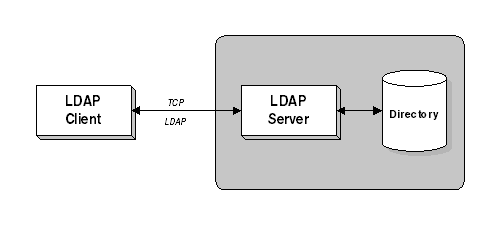 LDAP
Client
TCP
LDAP
LDAP
Server
Directory